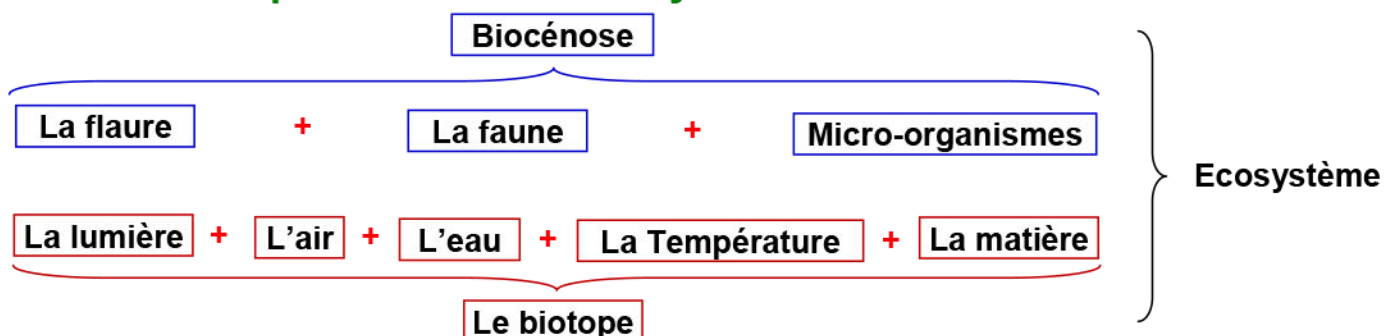 Biocénose
La flaure + La faune + Micro-organismes
Ecosystème
La lumière + L'air + L'eau + La Température + La matière
Le biotope